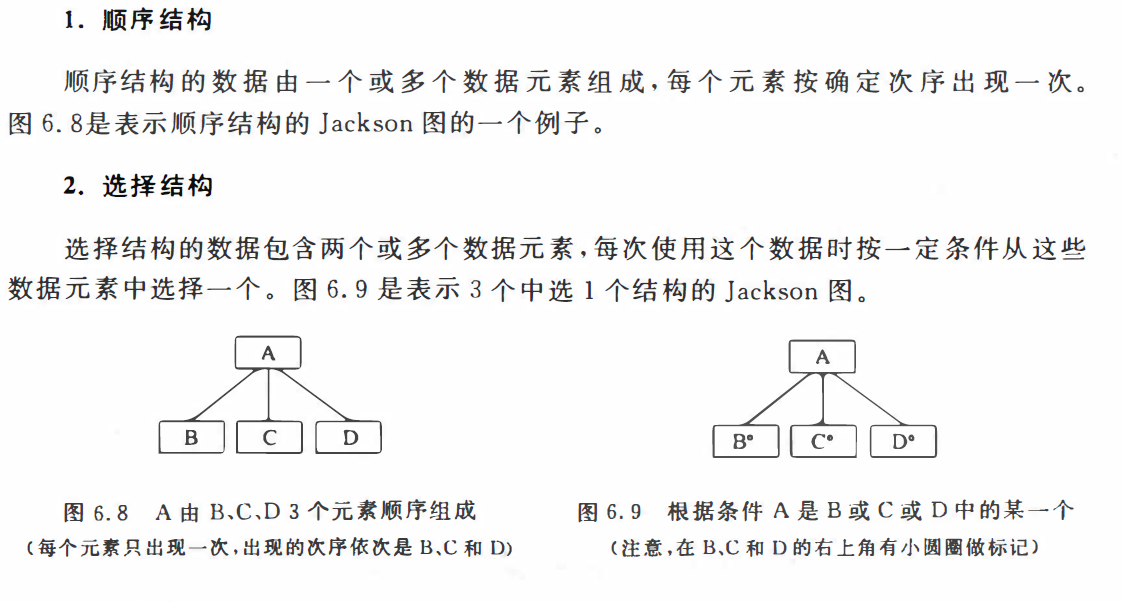 1. 顺序结构
顺序结构的数据由一个或多个数据元素组成,每个元素按确定次序出现一次。
图 6.8是表示顺序结构的 Jackson 图的一个例子。
2. 选择结构
选择结构的数据包含两个或多个数据元素,每次使用这个数据时按一定条件从这些
数据元素中选择一个。图 6.9 是表示 3 个中选 1 个结构的 Jackson 图。
A
B C D
A
B° C° D°
图 6.8 A 由 B、C、D 3 个元素顺序组成
(每个元素只出现一次,出现的次序依次是 B、C 和 D)
图 6.9 根据条件 A 是 B 或 C 或 D 中的某一个
(注意,在 B、C 和 D 的右上角有小圆圈做标记)